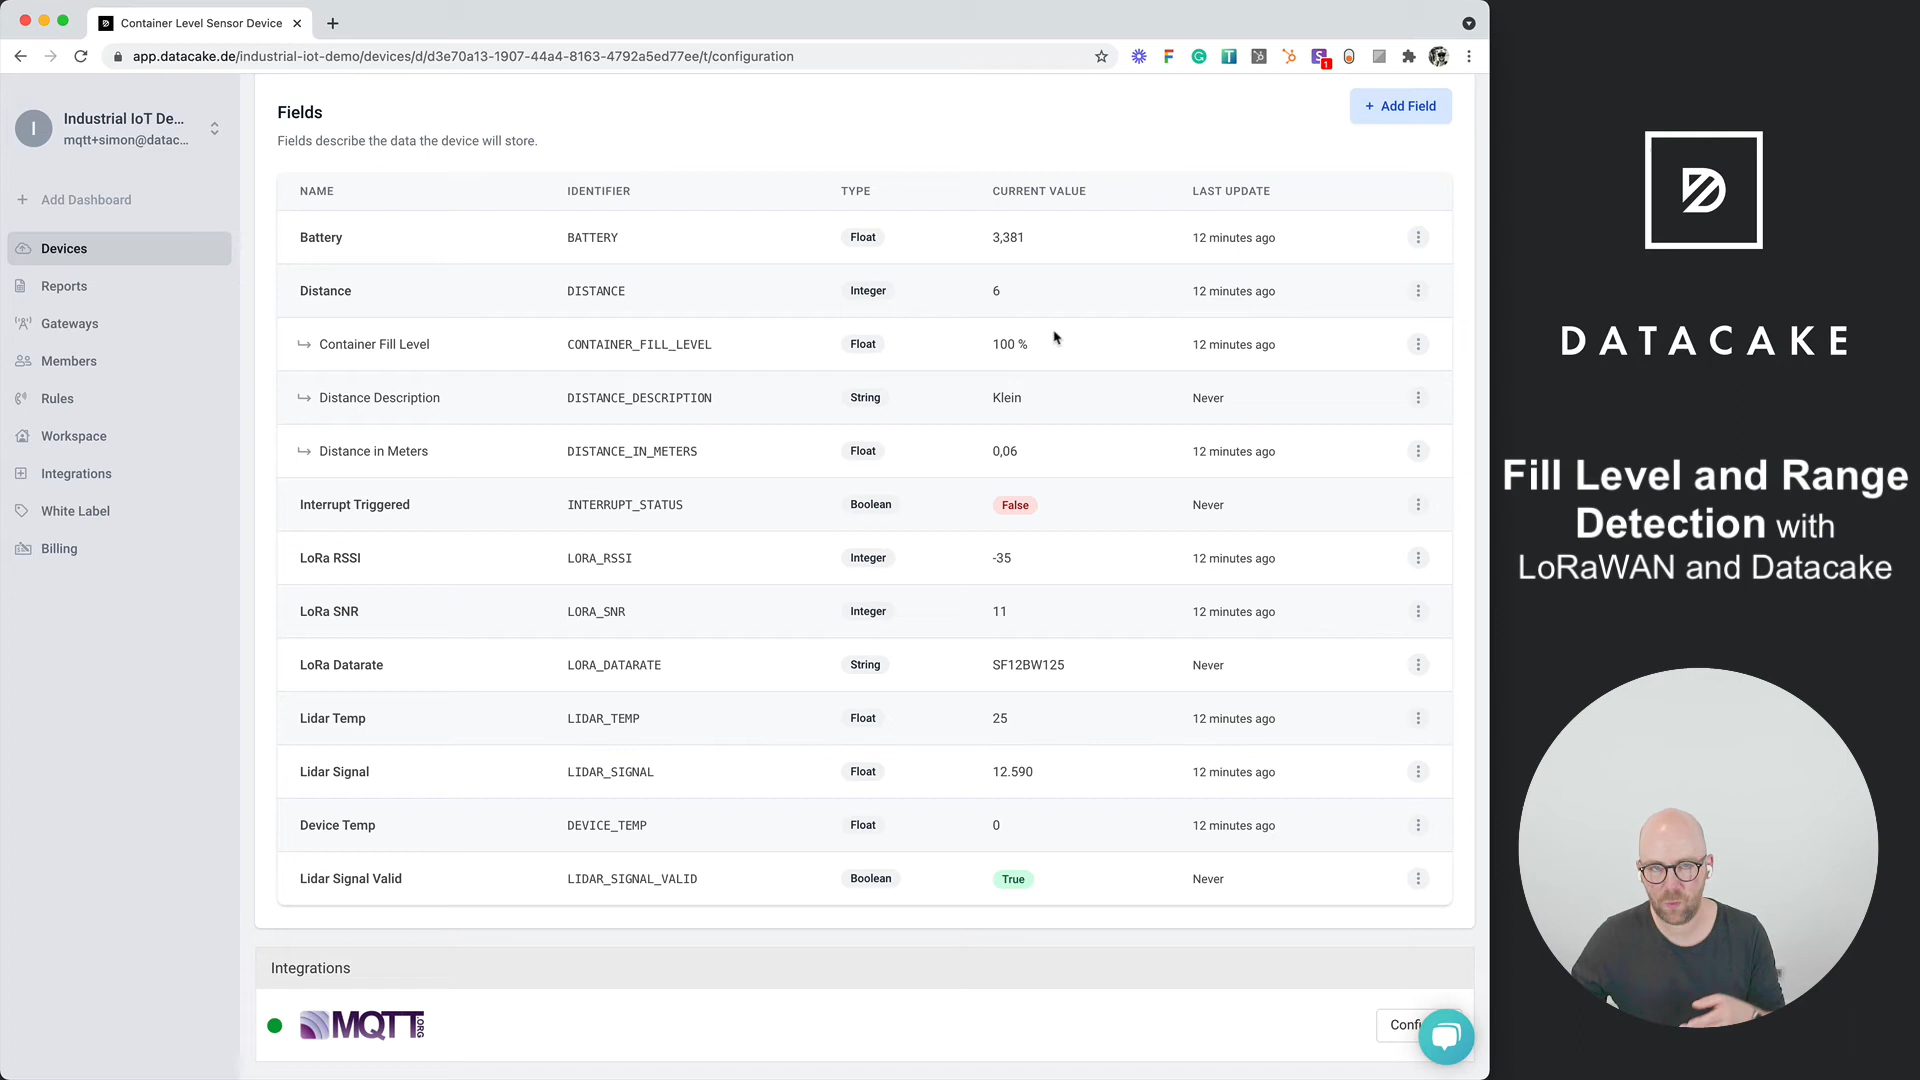 Container Level Sensor Device
app.datacake.de/industrial-iot-demo/devices/d/d3e70a13-1907-44a4-8163-4792a5ed77ee/t/configuration
I
Industrial IoT De...
mqtt+simon@datac...
Add Dashboard
Devices
Reports
Gateways
Members
Rules
Workspace
Integrations
White Label
Billing
Fields
+ Add Field
Fields describe the data the device will store.
NAME IDENTIFIER TYPE CURRENT VALUE LAST UPDATE
Battery BATTERY Float 3,381 12 minutes ago
Distance DISTANCE Integer 6 12 minutes ago
Container Fill Level CONTAINER_FILL_LEVEL Float 100 % 12 minutes ago
Distance Description DISTANCE_DESCRIPTION String Klein Never
Distance in Meters DISTANCE_IN_METERS Float 0,06 12 minutes ago
Interrupt Triggered INTERRUPT_STATUS Boolean False Never
LoRa RSSI LORA_RSSI Integer -35 12 minutes ago
LoRa SNR LORA_SNR Integer 11 12 minutes ago
LoRa Datarate LORA_DATARATE String SF12BW125 Never
Lidar Temp LIDAR_TEMP Float 25 12 minutes ago
Lidar Signal LIDAR_SIGNAL Float 12.590 12 minutes ago
Device Temp DEVICE_TEMP Float 0 12 minutes ago
Lidar Signal Valid LIDAR_SIGNAL_VALID Boolean True Never
Integrations
MQTT.ORG
Confi
DATACAKE
Fill Level and Range
Detection with
LoRaWAN and Datacake